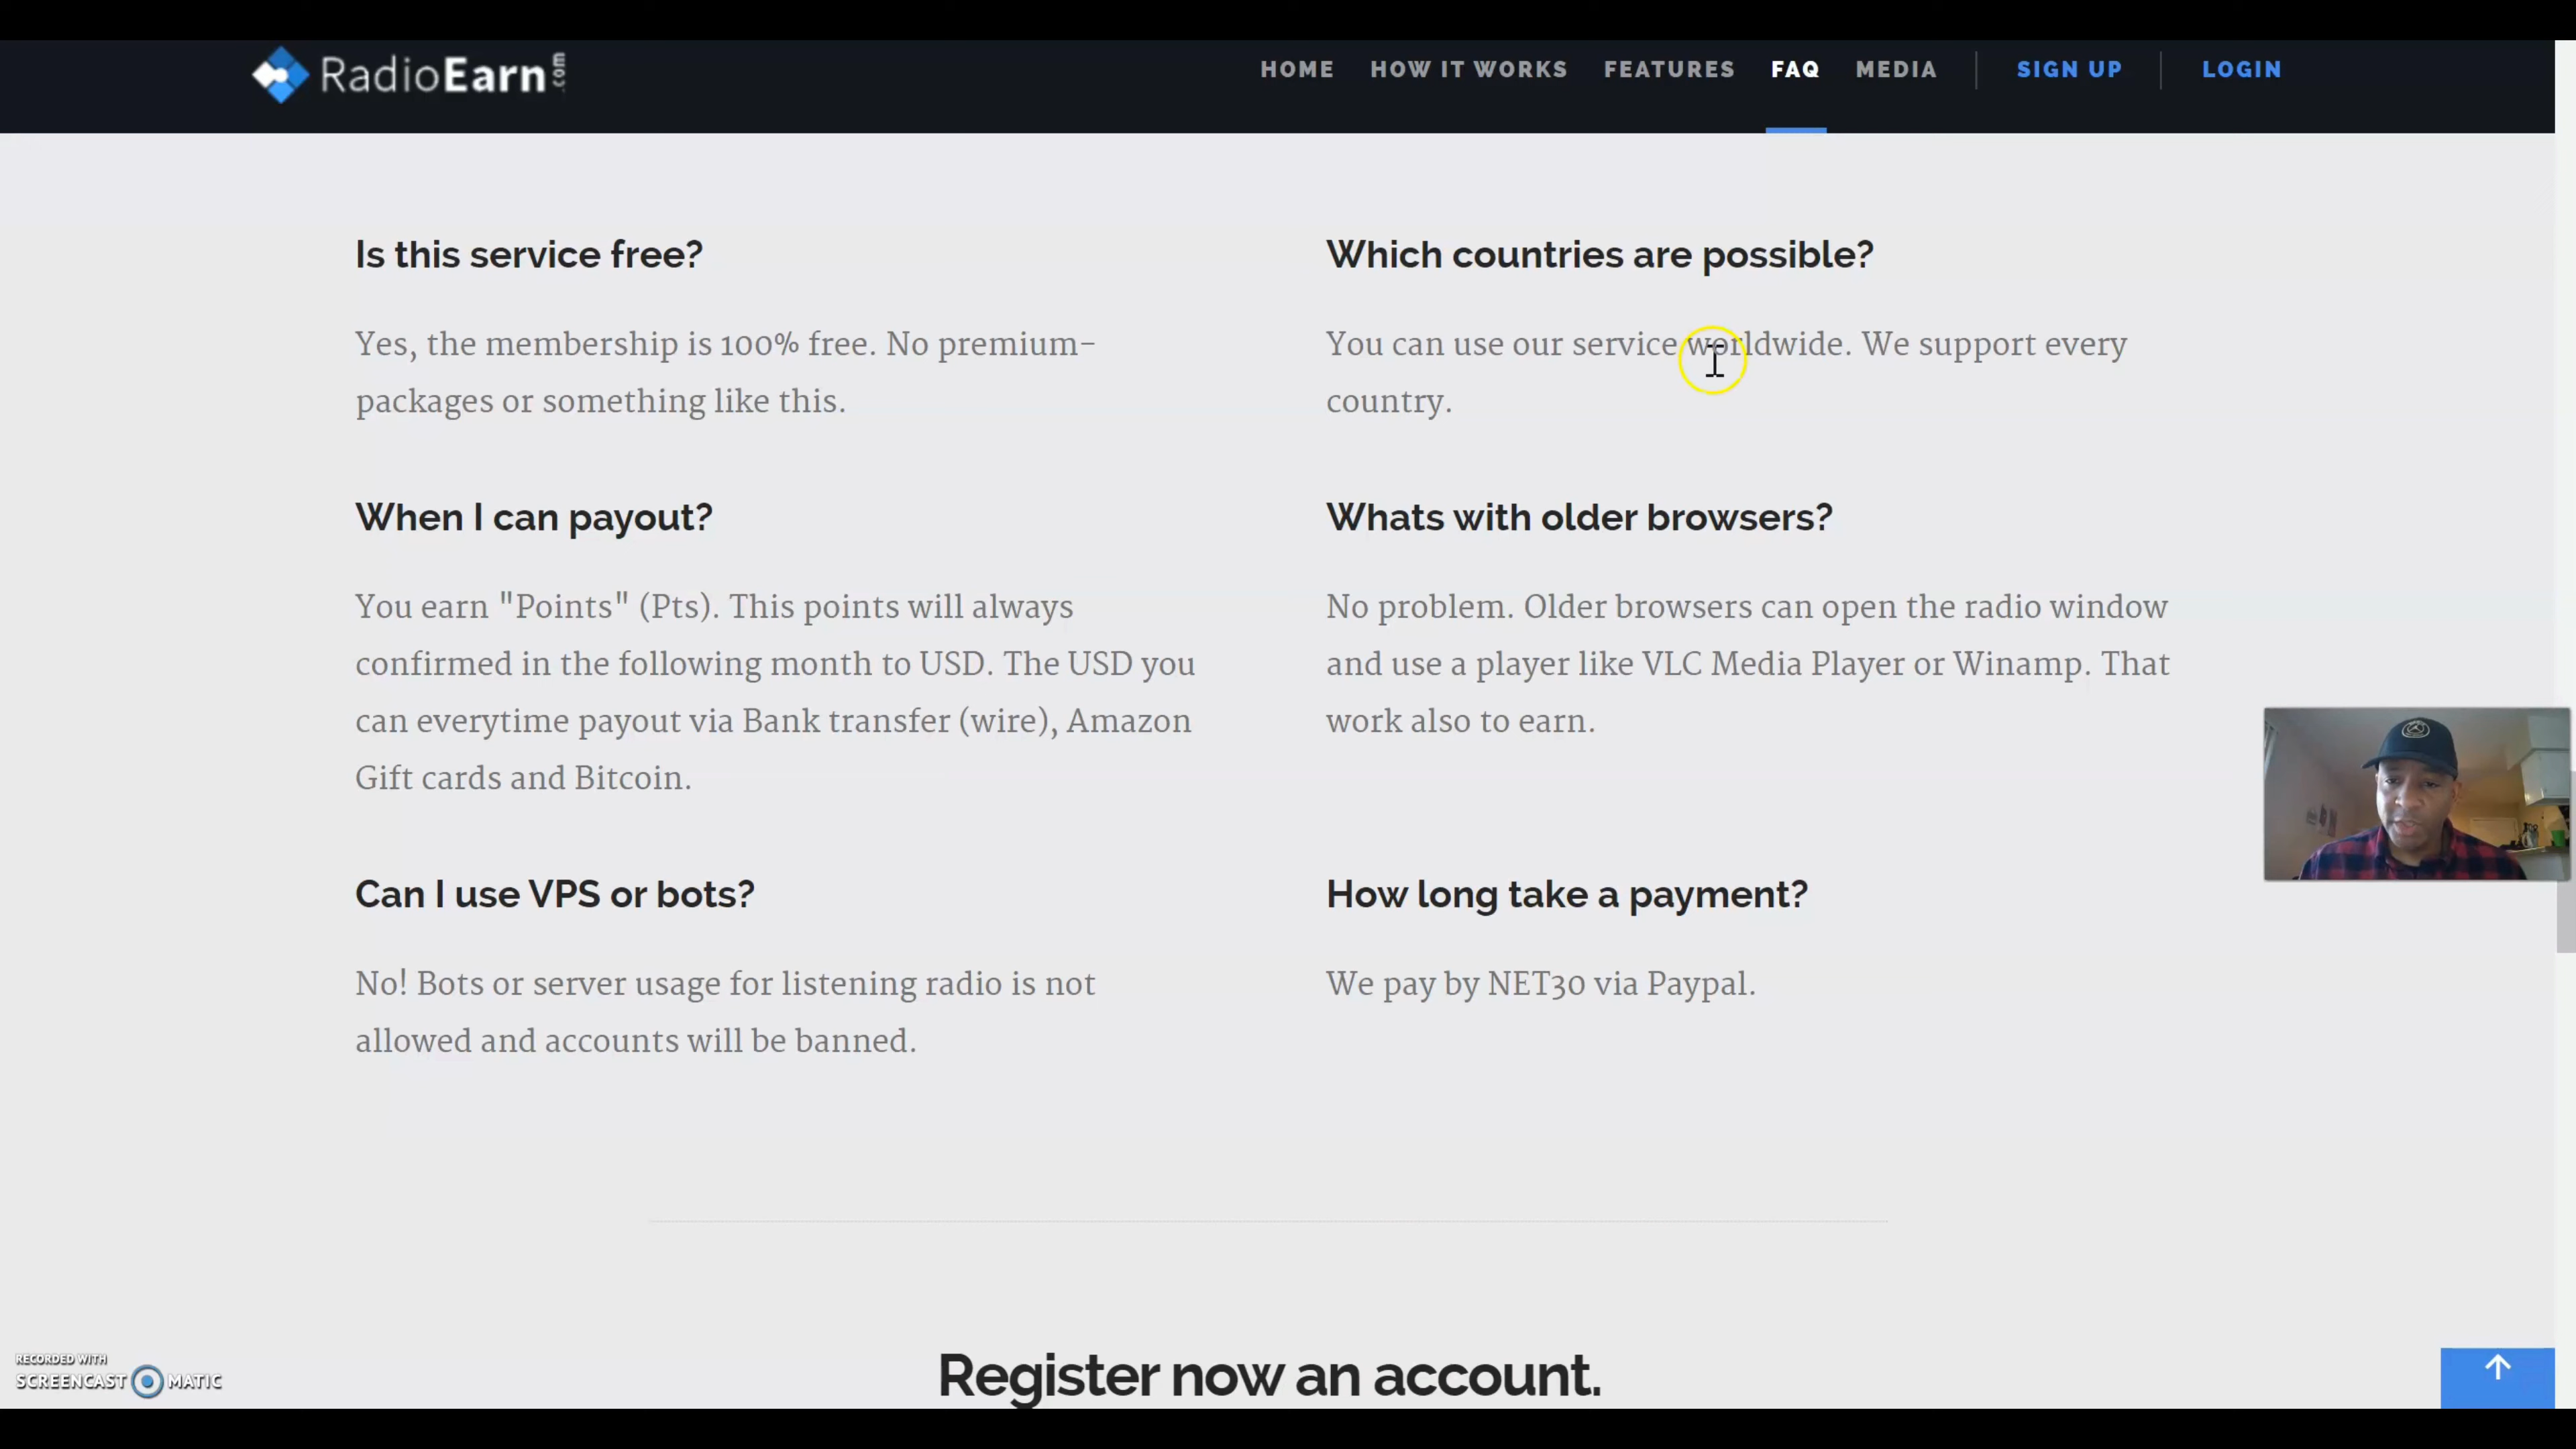 RadioEarn.com
HOME HOW IT WORKS FEATURES FAQ MEDIA SIGN UP LOGIN
Is this service free?
Yes, the membership is 100% free. No premium-
packages or something like this.
Which countries are possible?
You can use our service worldwide. We support every
country.
When I can payout?
You earn "Points" (Pts). This points will always
confirmed in the following month to USD. The USD you
can everytime payout via Bank transfer (wire), Amazon
Gift cards and Bitcoin.
Whats with older browsers?
No problem. Older browsers can open the radio window
and use a player like VLC Media Player or Winamp. That
work also to earn.
Can I use VPS or bots?
No! Bots or server usage for listening radio is not
allowed and accounts will be banned.
How long take a payment?
We pay by NET30 via Paypal.
Register now an account.
RECORDED WITH
SCREENCAST MATIC